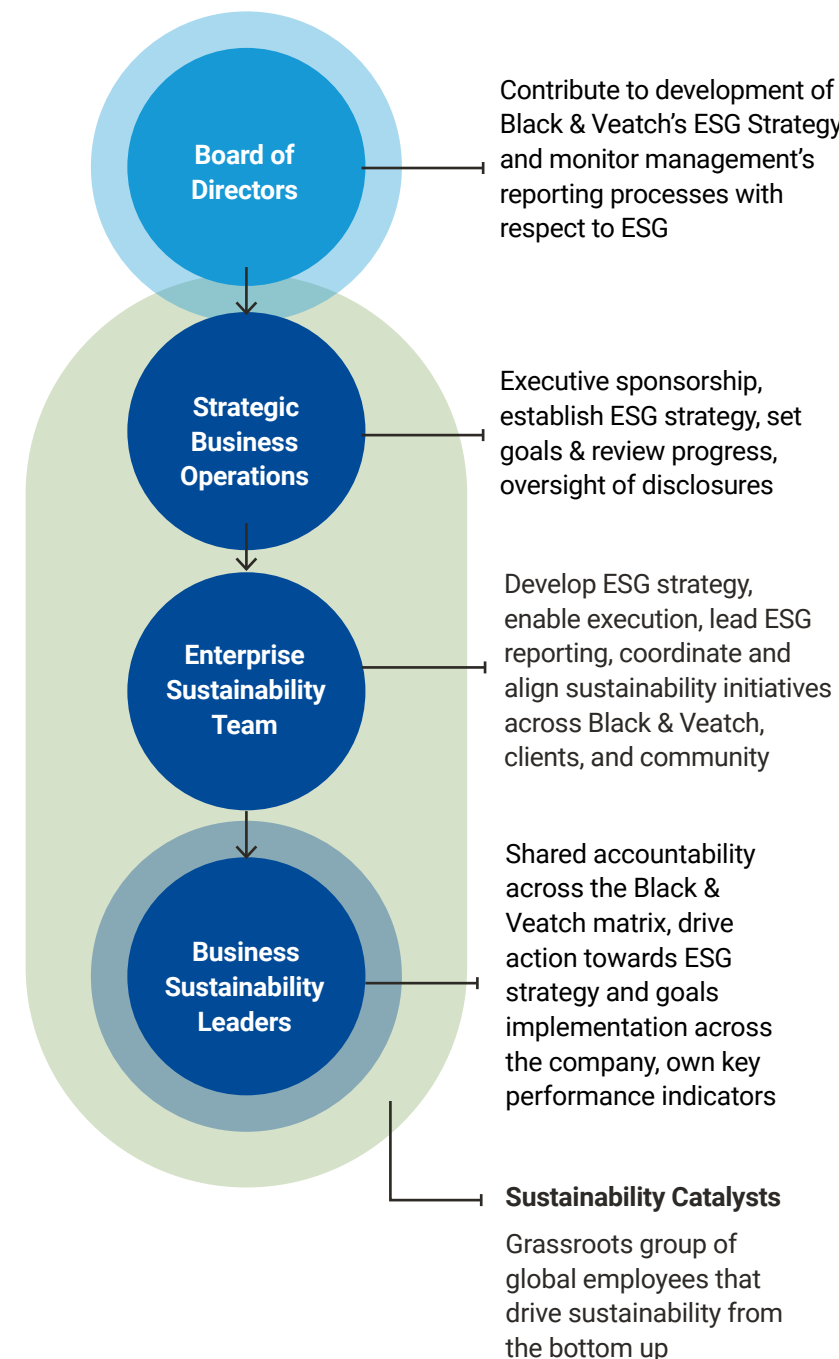 Board of
Directors
Contribute to development of
Black & Veatch’s ESG Strategy
and monitor management’s
reporting processes with
respect to ESG
Strategic
Business
Operations
Executive sponsorship,
establish ESG strategy, set
goals & review progress,
oversight of disclosures
Enterprise
Sustainability
Team
Develop ESG strategy,
enable execution, lead ESG
reporting, coordinate and
align sustainability initiatives
across Black & Veatch,
clients, and community
Business
Sustainability
Leaders
Shared accountability
across the Black &
Veatch matrix, drive
action towards ESG
strategy and goals
implementation across
the company, own key
performance indicators
Sustainability Catalysts
Grassroots group of
global employees that
drive sustainability from
the bottom up